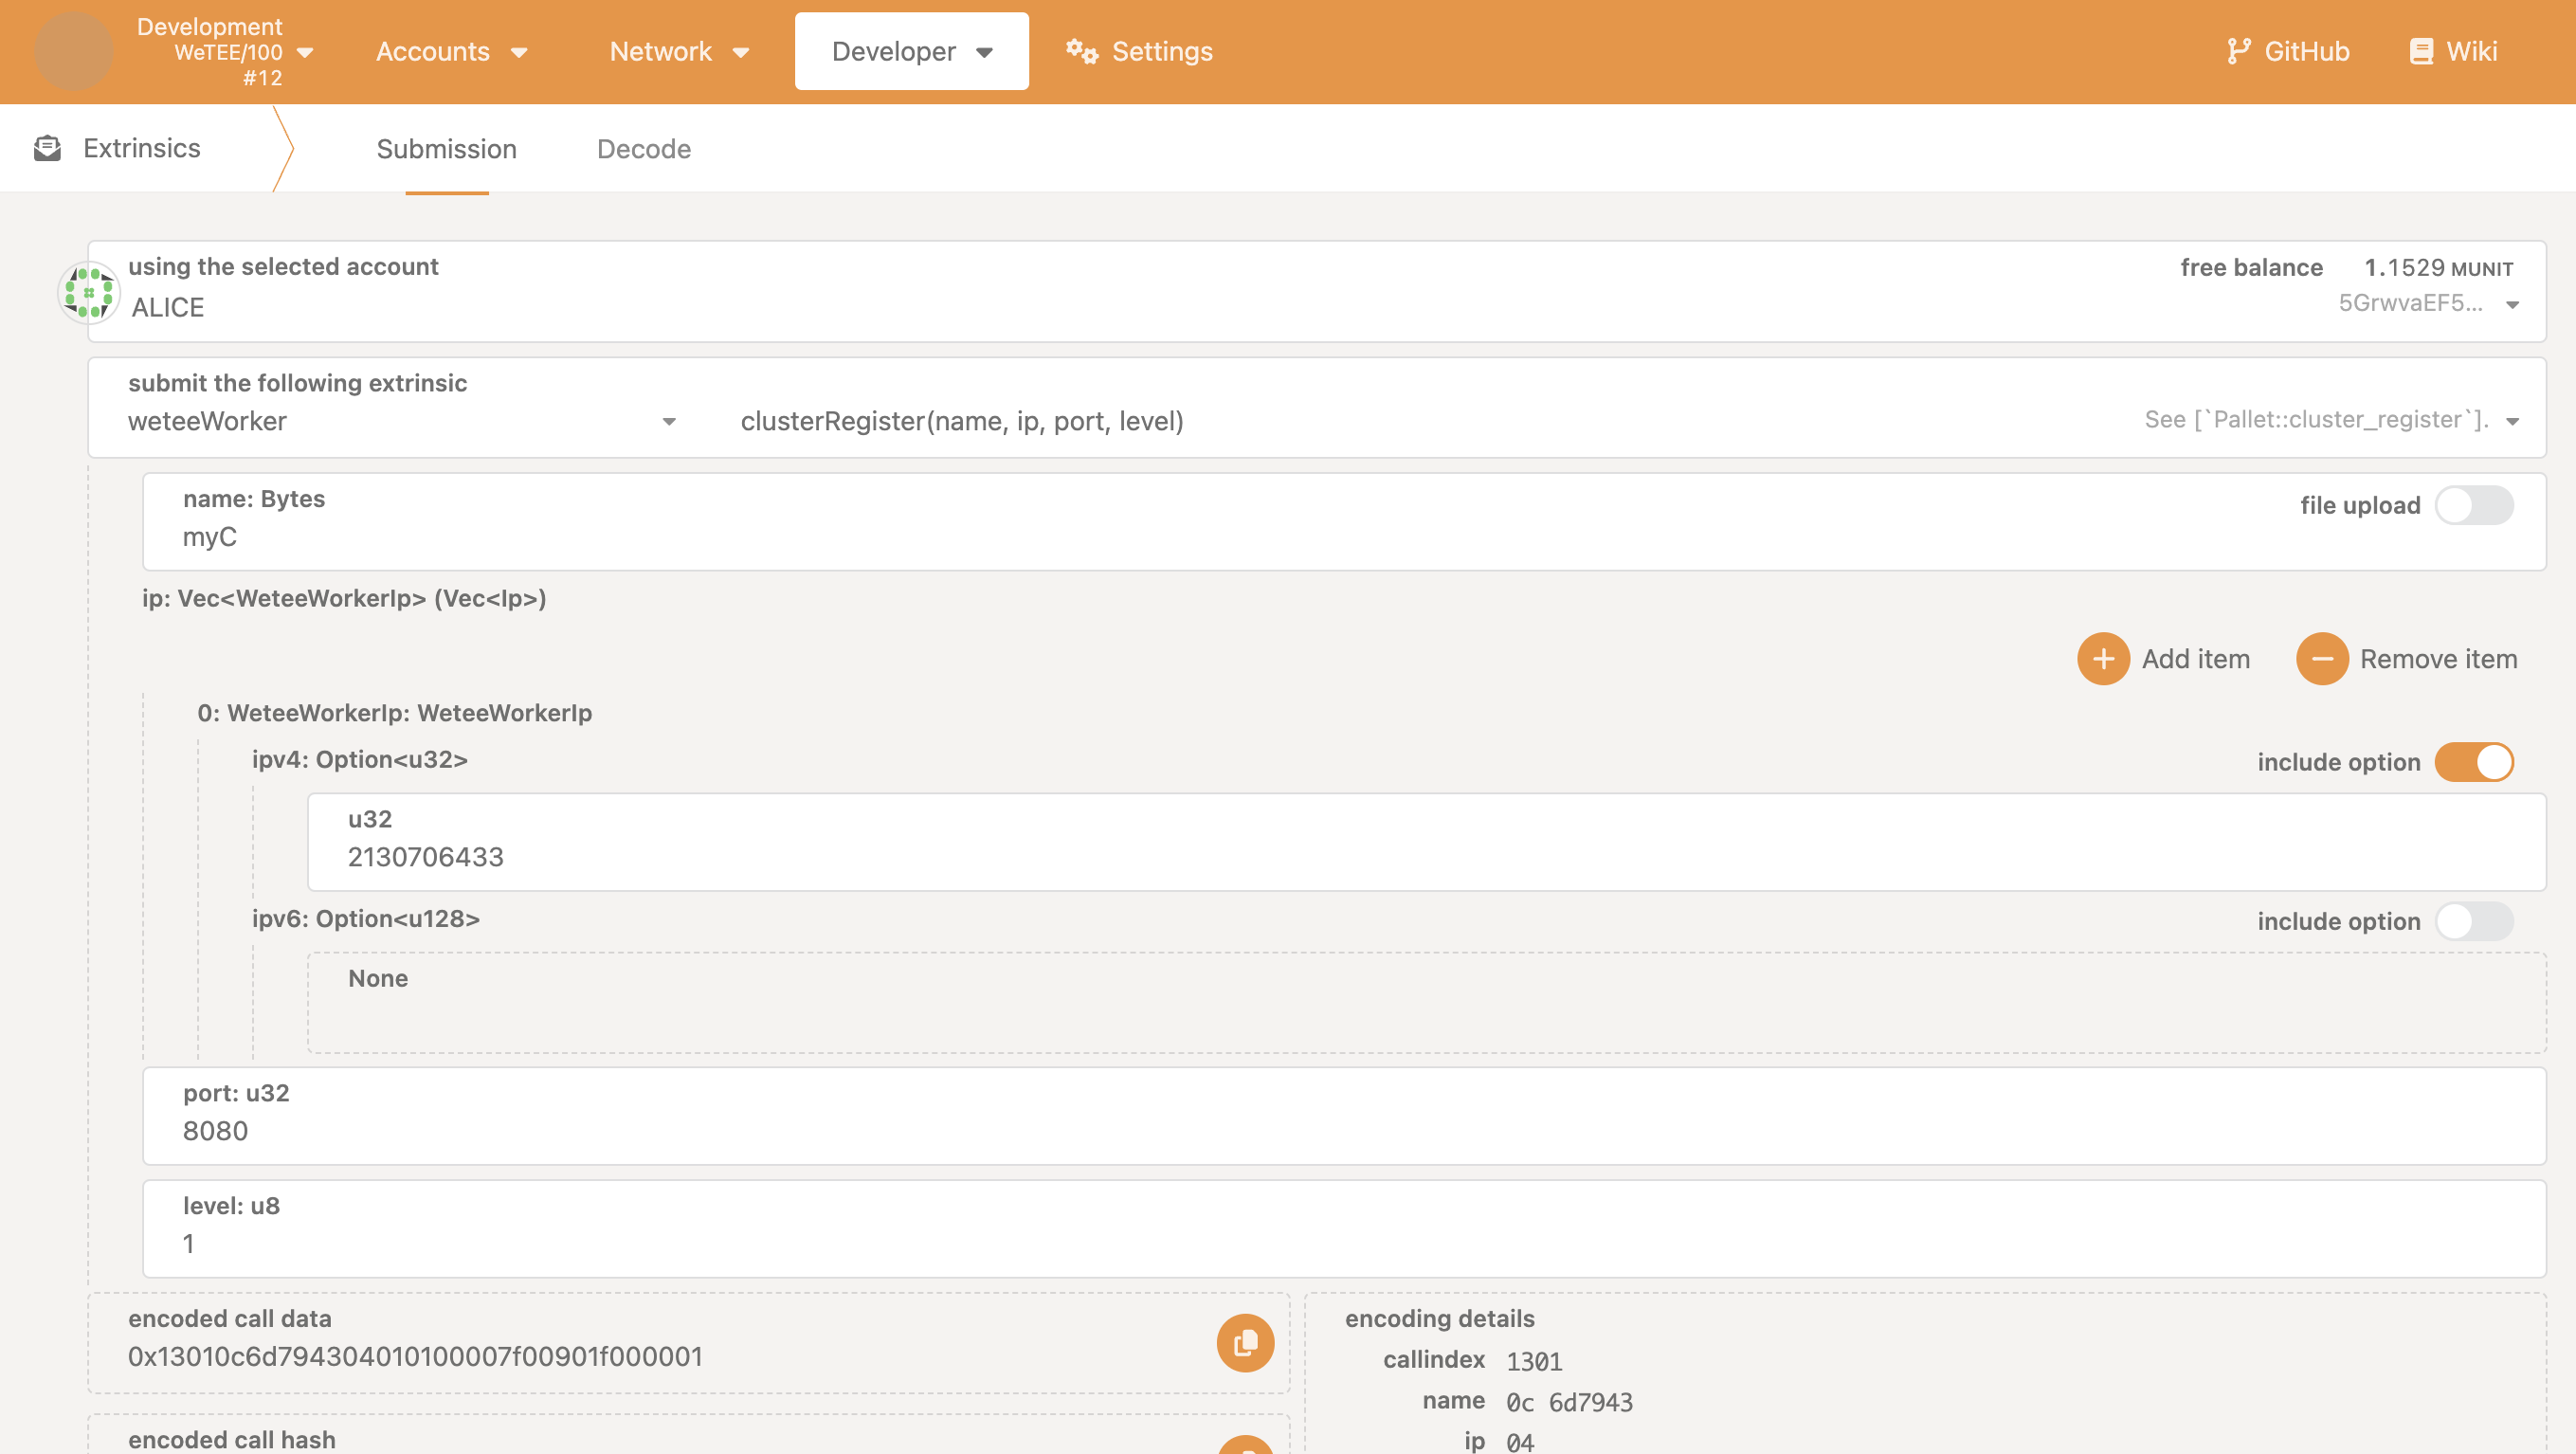 Development
WeTEE/100
#12
Accounts
Network
Developer
Settings
GitHub
Wiki
Extrinsics
Submission
Decode
using the selected account
ALICE
free balance 1.1529 MUNIT
5GrwvaEF5...
submit the following extrinsic
weteeWorker
clusterRegister(name, ip, port, level)
See [`Pallet::cluster_register`].
name: Bytes
myC
file upload
ip: Vec<WeteeWorkerIp> (Vec<Ip>)
Add item
Remove item
0: WeteeWorkerIp: WeteeWorkerIp
ipv4: Option<u32>
include option
u32
2130706433
ipv6: Option<u128>
include option
None
port: u32
8080
level: u8
1
encoded call data
0x13010c6d794304010100007f00901f000001
encoding details
callindex 1301
name 0c 6d7943
ip 04
encoded call hash